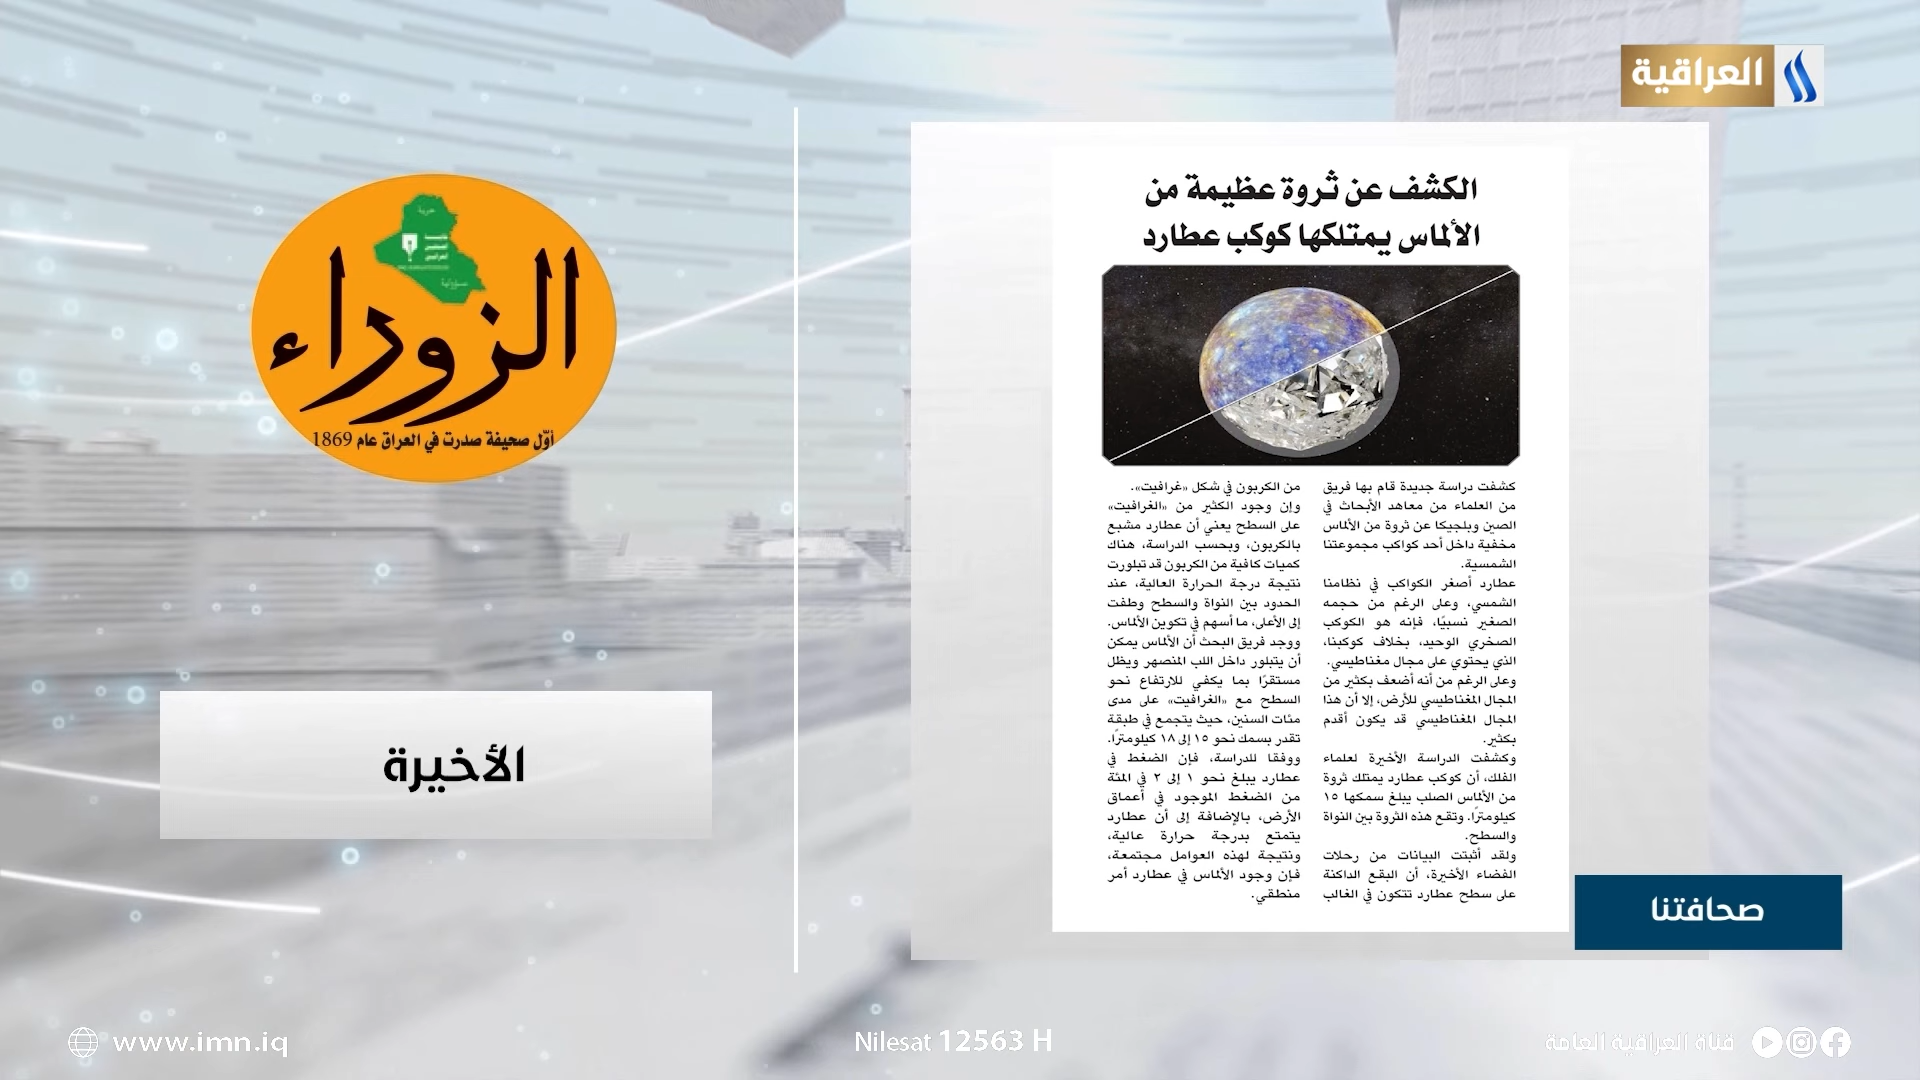 العراقية
حرية
الزوراء
أوّل صحيفة صدرت في العراق عام 1869
الأخيرة
الكشف عن ثروة عظيمة من
الألماس يمتلكها كوكب عطارد
كشفت دراسة جديدة قام بها فريق
من العلماء من معاهد الأبحاث في
الصين وبلجيكا عن ثروة من الألماس
مخفية داخل أحد كواكب مجموعتنا
الشمسية.
عطارد أصغر الكواكب في نظامنا
الشمسي، وعلى الرغم من حجمه
الصغير نسبيًا، فإنه هو الكوكب
الصخري الوحيد، بخلاف كوكبنا،
الذي يحتوي على مجال مغناطيسي.
وعلى الرغم من أنه أضعف بكثير من
المجال المغناطيسي للأرض، إلا أن هذا
المجال المغناطيسي قد يكون أقدم
بكثير.
وكشفت الدراسة الأخيرة لعلماء
الفلك، أن كوكب عطارد يمتلك ثروة
من الألماس الصلب يبلغ سمكها ١٥
كيلومترًا. وتقع هذه الثروة بين النواة
والسطح.
ولقد أثبتت البيانات من رحلات
الفضاء الأخيرة، أن البقع الداكنة
على سطح عطارد تتكون في الغالب
من الكربون في شكل «غرافيت».
وإن وجود الكثير من «الغرافيت»
على السطح يعني أن عطارد مشبع
بالكربون، وبحسب الدراسة، هناك
كميات كافية من الكربون قد تبلورت
نتيجة درجة الحرارة العالية، عند
الحدود بين النواة والسطح وطفت
إلى الأعلى، ما أسهم في تكوين الألماس.
ووجد فريق البحث أن الألماس يمكن
أن يتبلور داخل اللب المنصهر ويظل
مستقرًا بما يكفي للارتفاع نحو
السطح مع «الغرافيت» على مدى
مئات السنين، حيث يتجمع في طبقة
تقدر بسمك نحو ١٥ إلى ١٨ كيلومترًا.
ووفقا للدراسة، فإن الضغط في
عطارد يبلغ نحو ١ إلى ٢ في المئة
من الضغط الموجود في أعماق
الأرض، بالإضافة إلى أن عطارد
يتمتع بدرجة حرارة عالية،
ونتيجة لهذه العوامل مجتمعة،
فإن وجود الألماس في عطارد أمر
منطقي.
صحافتنا
www.imn.iq
Nilesat 12563 H
قناة العراقية العامة